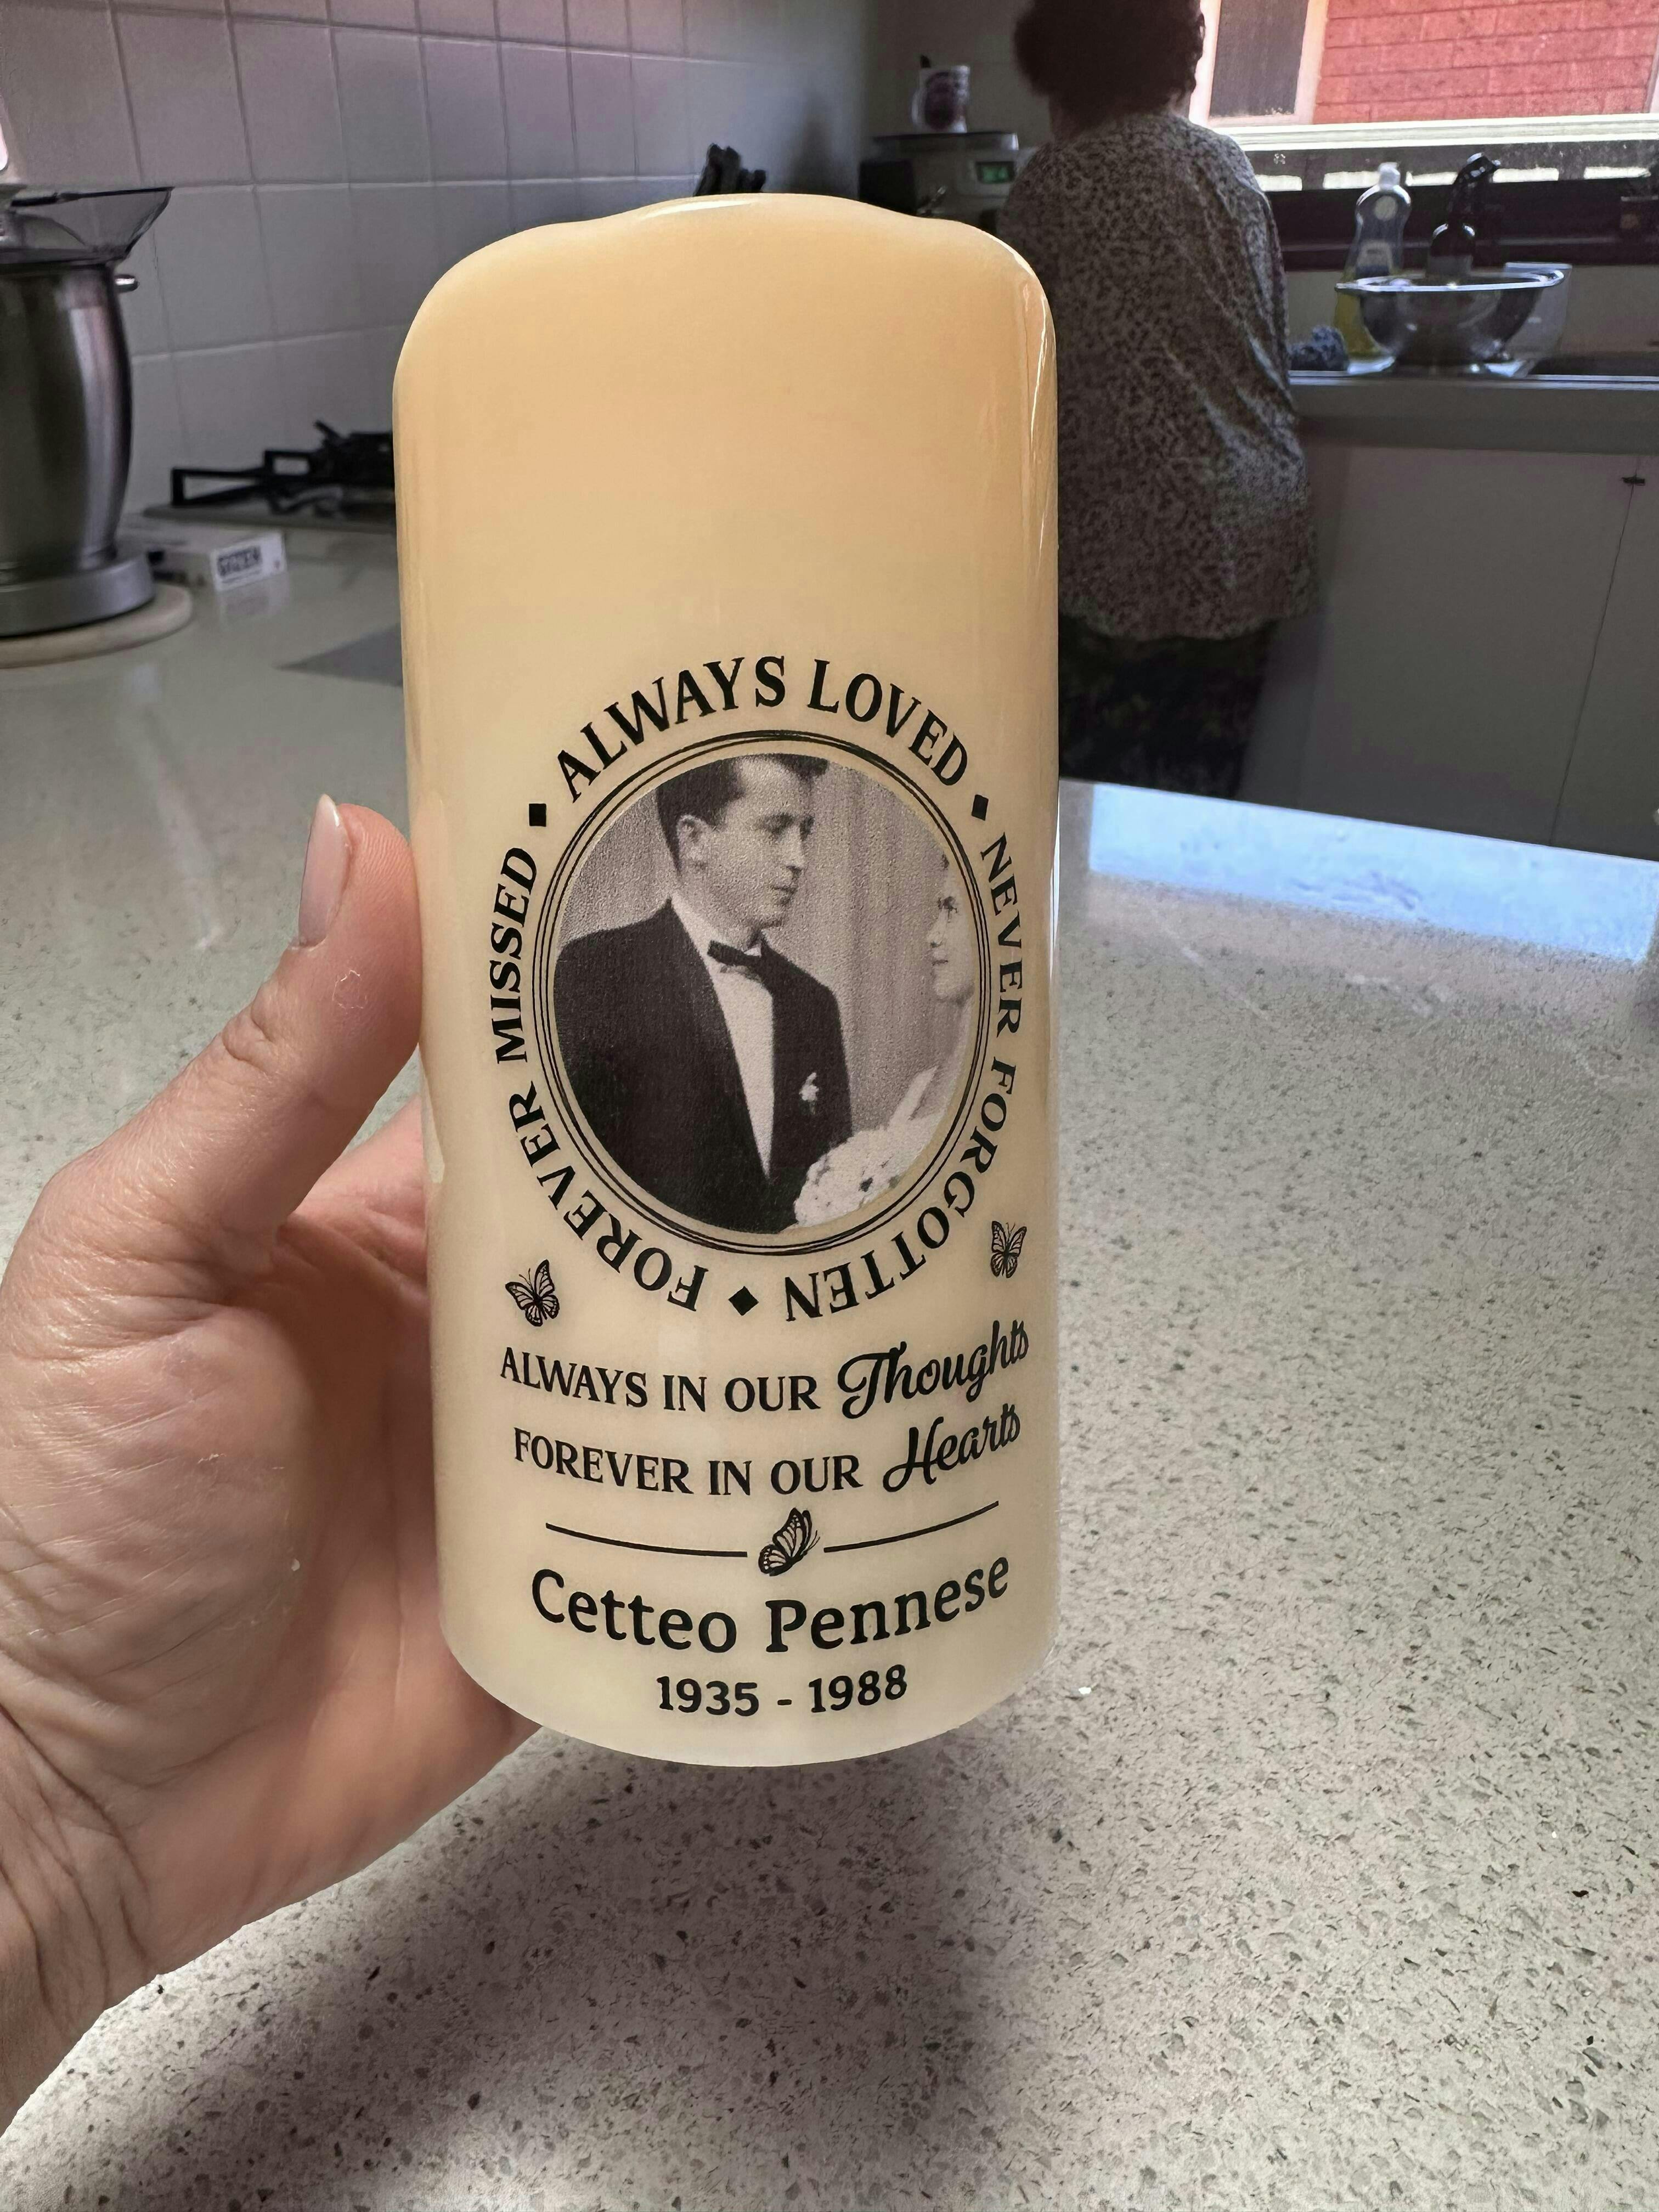 ALWAYS LOVED ◆ NEVER FORGOTTEN ◆ FOREVER MISSED ◆
ALWAYS IN OUR Thoughts
FOREVER IN OUR Hearts
Cetteo Pennese
1935 - 1988